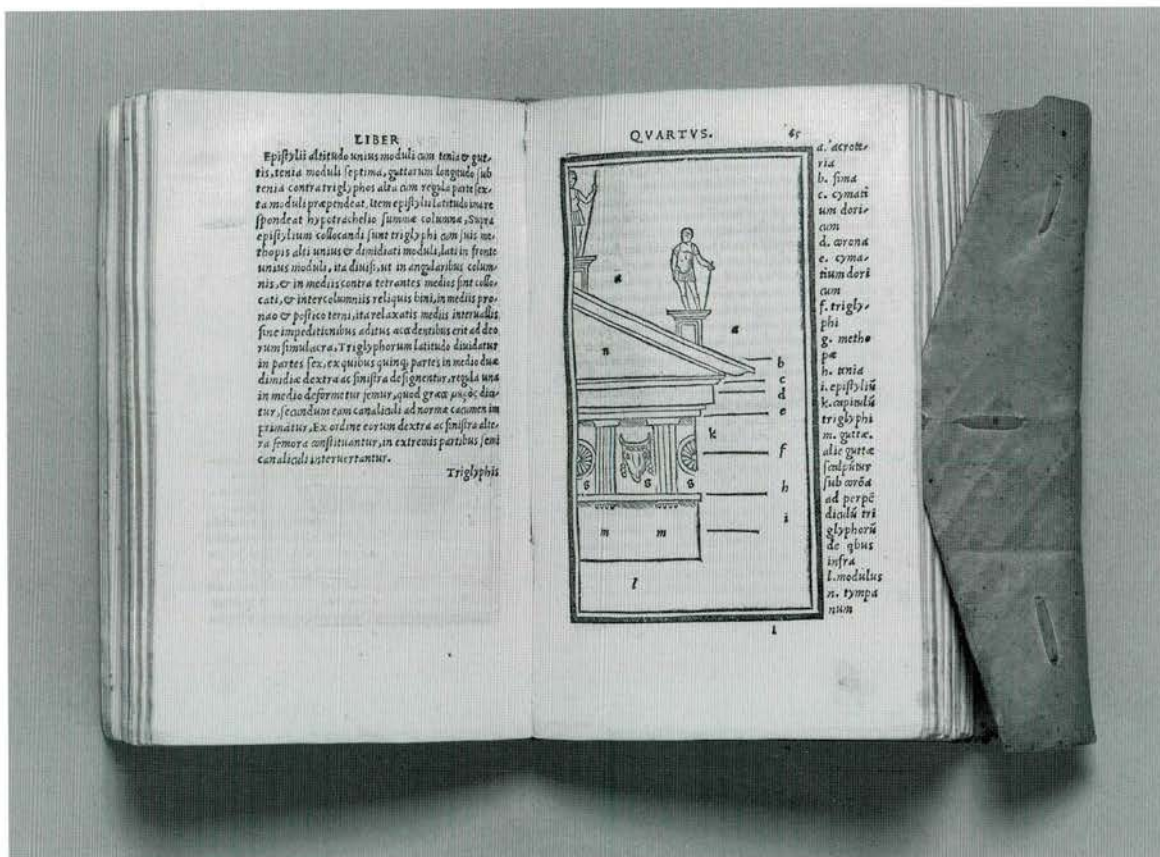 LIBER
Epistylii altitudo unius moduli cum tenia & gut-
tis, tenia moduli septima, guttarum longitudo sub
tenia contra triglyphos alta cum regula parte sex-
ta moduli præpendeat, Item epistylii latitudo ima re
spondeat hypotrachelio summæ columnæ, Supra
epistylium collocandi sunt triglyphi cum suis me-
thopis alti unius & dimidiati moduli, lati in fronte
unius moduli, ita divisi, ut in angularibus colum-
nis, & in mediis contra tetrantes medios sint collo-
cati, & intercolumniis reliquis bini, in mediis pro-
nao & postico terni, ita relaxatis mediis intervallis
sine impeditionibus aditus accedentibus erit ad deo
rum simulacra, Triglyphorum latitudo dividatur
in partes sex, ex quibus quinq; partes in medio duæ
dimidiæ dextra ac sinistra designentur, regula una
in medio deformetur femur, quod græce μηρὸς dici-
tur, secundum eam canaliculi ad normæ cacumen im
primatur, Ex ordine eorum dextra ac sinistra alte-
ra femora constituantur, in extremis partibus semi
canaliculi intervertantur.
Triglyphis
QVARTVS. 45
a
n
a
b
c
d
e
k
f
g g g
h
i
m m
l
a. acrote-
ria
b. sima
c. cymati
um dori-
cum
d. corona
e. cyma-
tium dori
cum
f. trigly-
phi
g. metho
pæ
h. tenia
i. epistyliũ
k. capitulũ
triglyphi
m. guttæ.
aliæ guttæ
sculpũtur
sub corõa
ad perpẽ
diculũ tri
glyphorũ
de qbus
infra
l. modulus
n. tympa
num
l